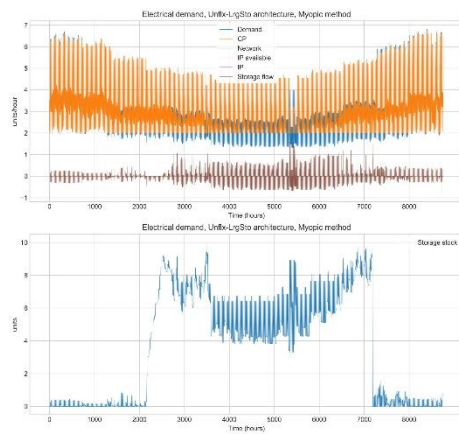 Electrical demand, Unfix-LrgSto architecture, Myopic method
Demand
CP
Network
IP available
IP
Storage flow
7
6
5
4
3
2
1
0
-1
units/hour
0 1000 2000 3000 4000 5000 6000 7000 8000
Time (hours)
Electrical demand, Unfix-LrgSto architecture, Myopic method
Storage stock
10
8
6
4
2
0
units
0 1000 2000 3000 4000 5000 6000 7000 8000
Time (hours)